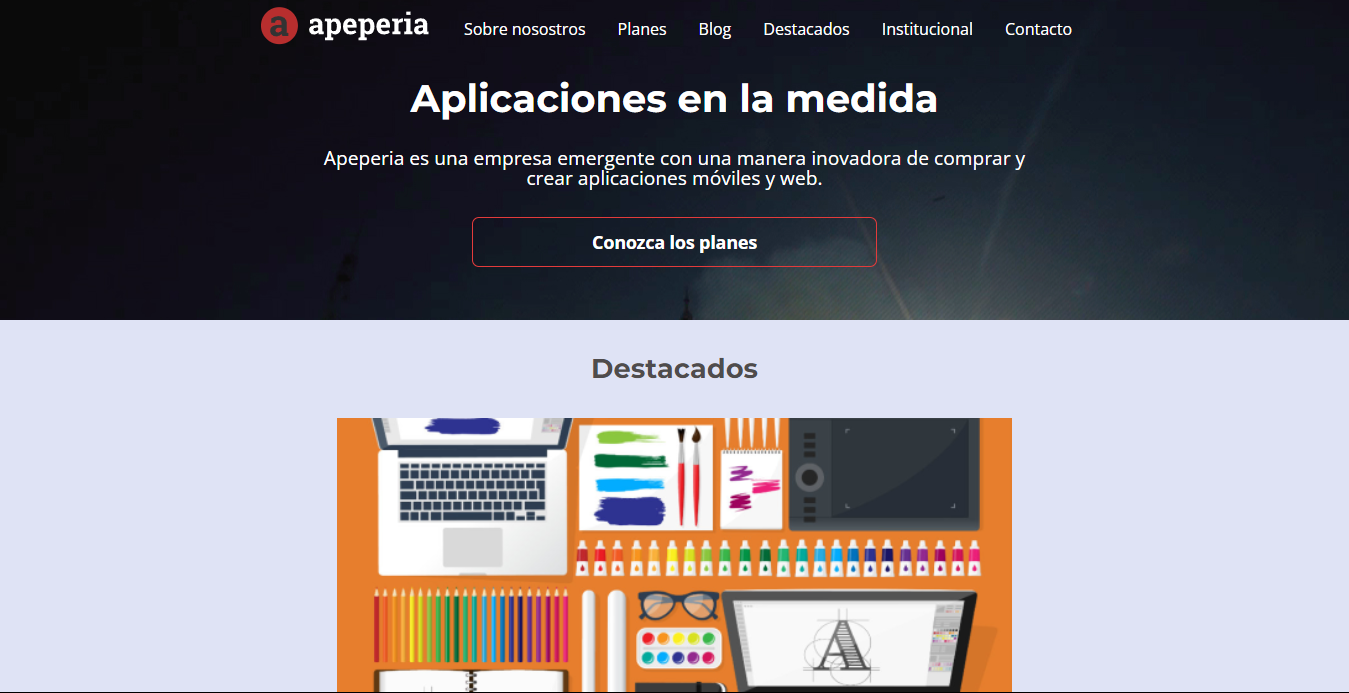 a apeperia Sobre nosostros Planes Blog Destacados Institucional Contacto
Aplicaciones en la medida
Apeperia es una empresa emergente con una manera inovadora de comprar y
crear aplicaciones móviles y web.
Conozca los planes
Destacados
A